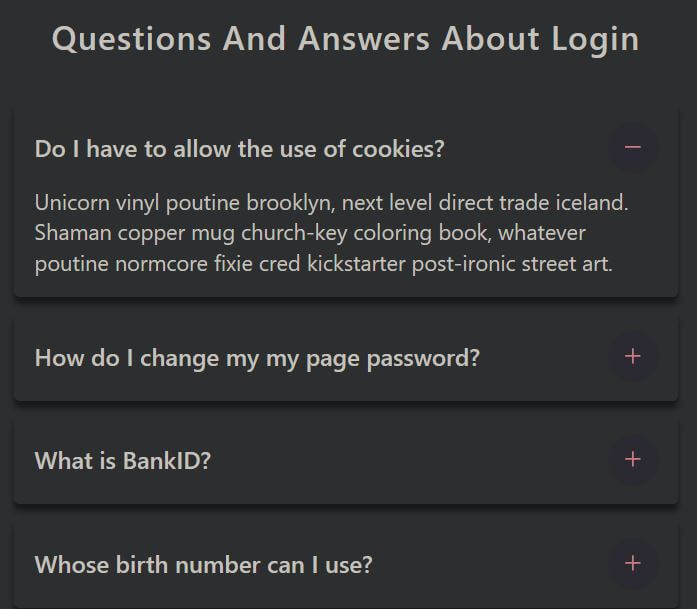 Questions And Answers About Login
Do I have to allow the use of cookies?
Unicorn vinyl poutine brooklyn, next level direct trade iceland.
Shaman copper mug church-key coloring book, whatever
poutine normcore fixie cred kickstarter post-ironic street art.
How do I change my my page password?
What is BankID?
Whose birth number can I use?